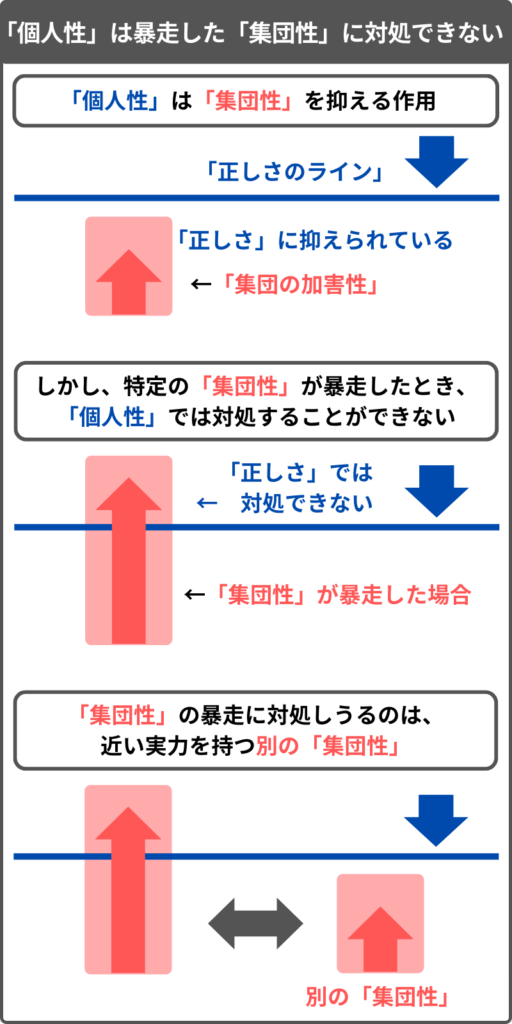 「個人性」は暴走した「集団性」に対処できない
「個人性」は「集団性」を抑える作用
「正しさのライン」
「正しさ」に抑えられている
←「集団の加害性」
しかし、特定の「集団性」が暴走したとき、
「個人性」では対処することができない
「正しさ」では
← 対処できない
←「集団性」が暴走した場合
「集団性」の暴走に対処しうるのは、
近い実力を持つ別の「集団性」
別の「集団性」